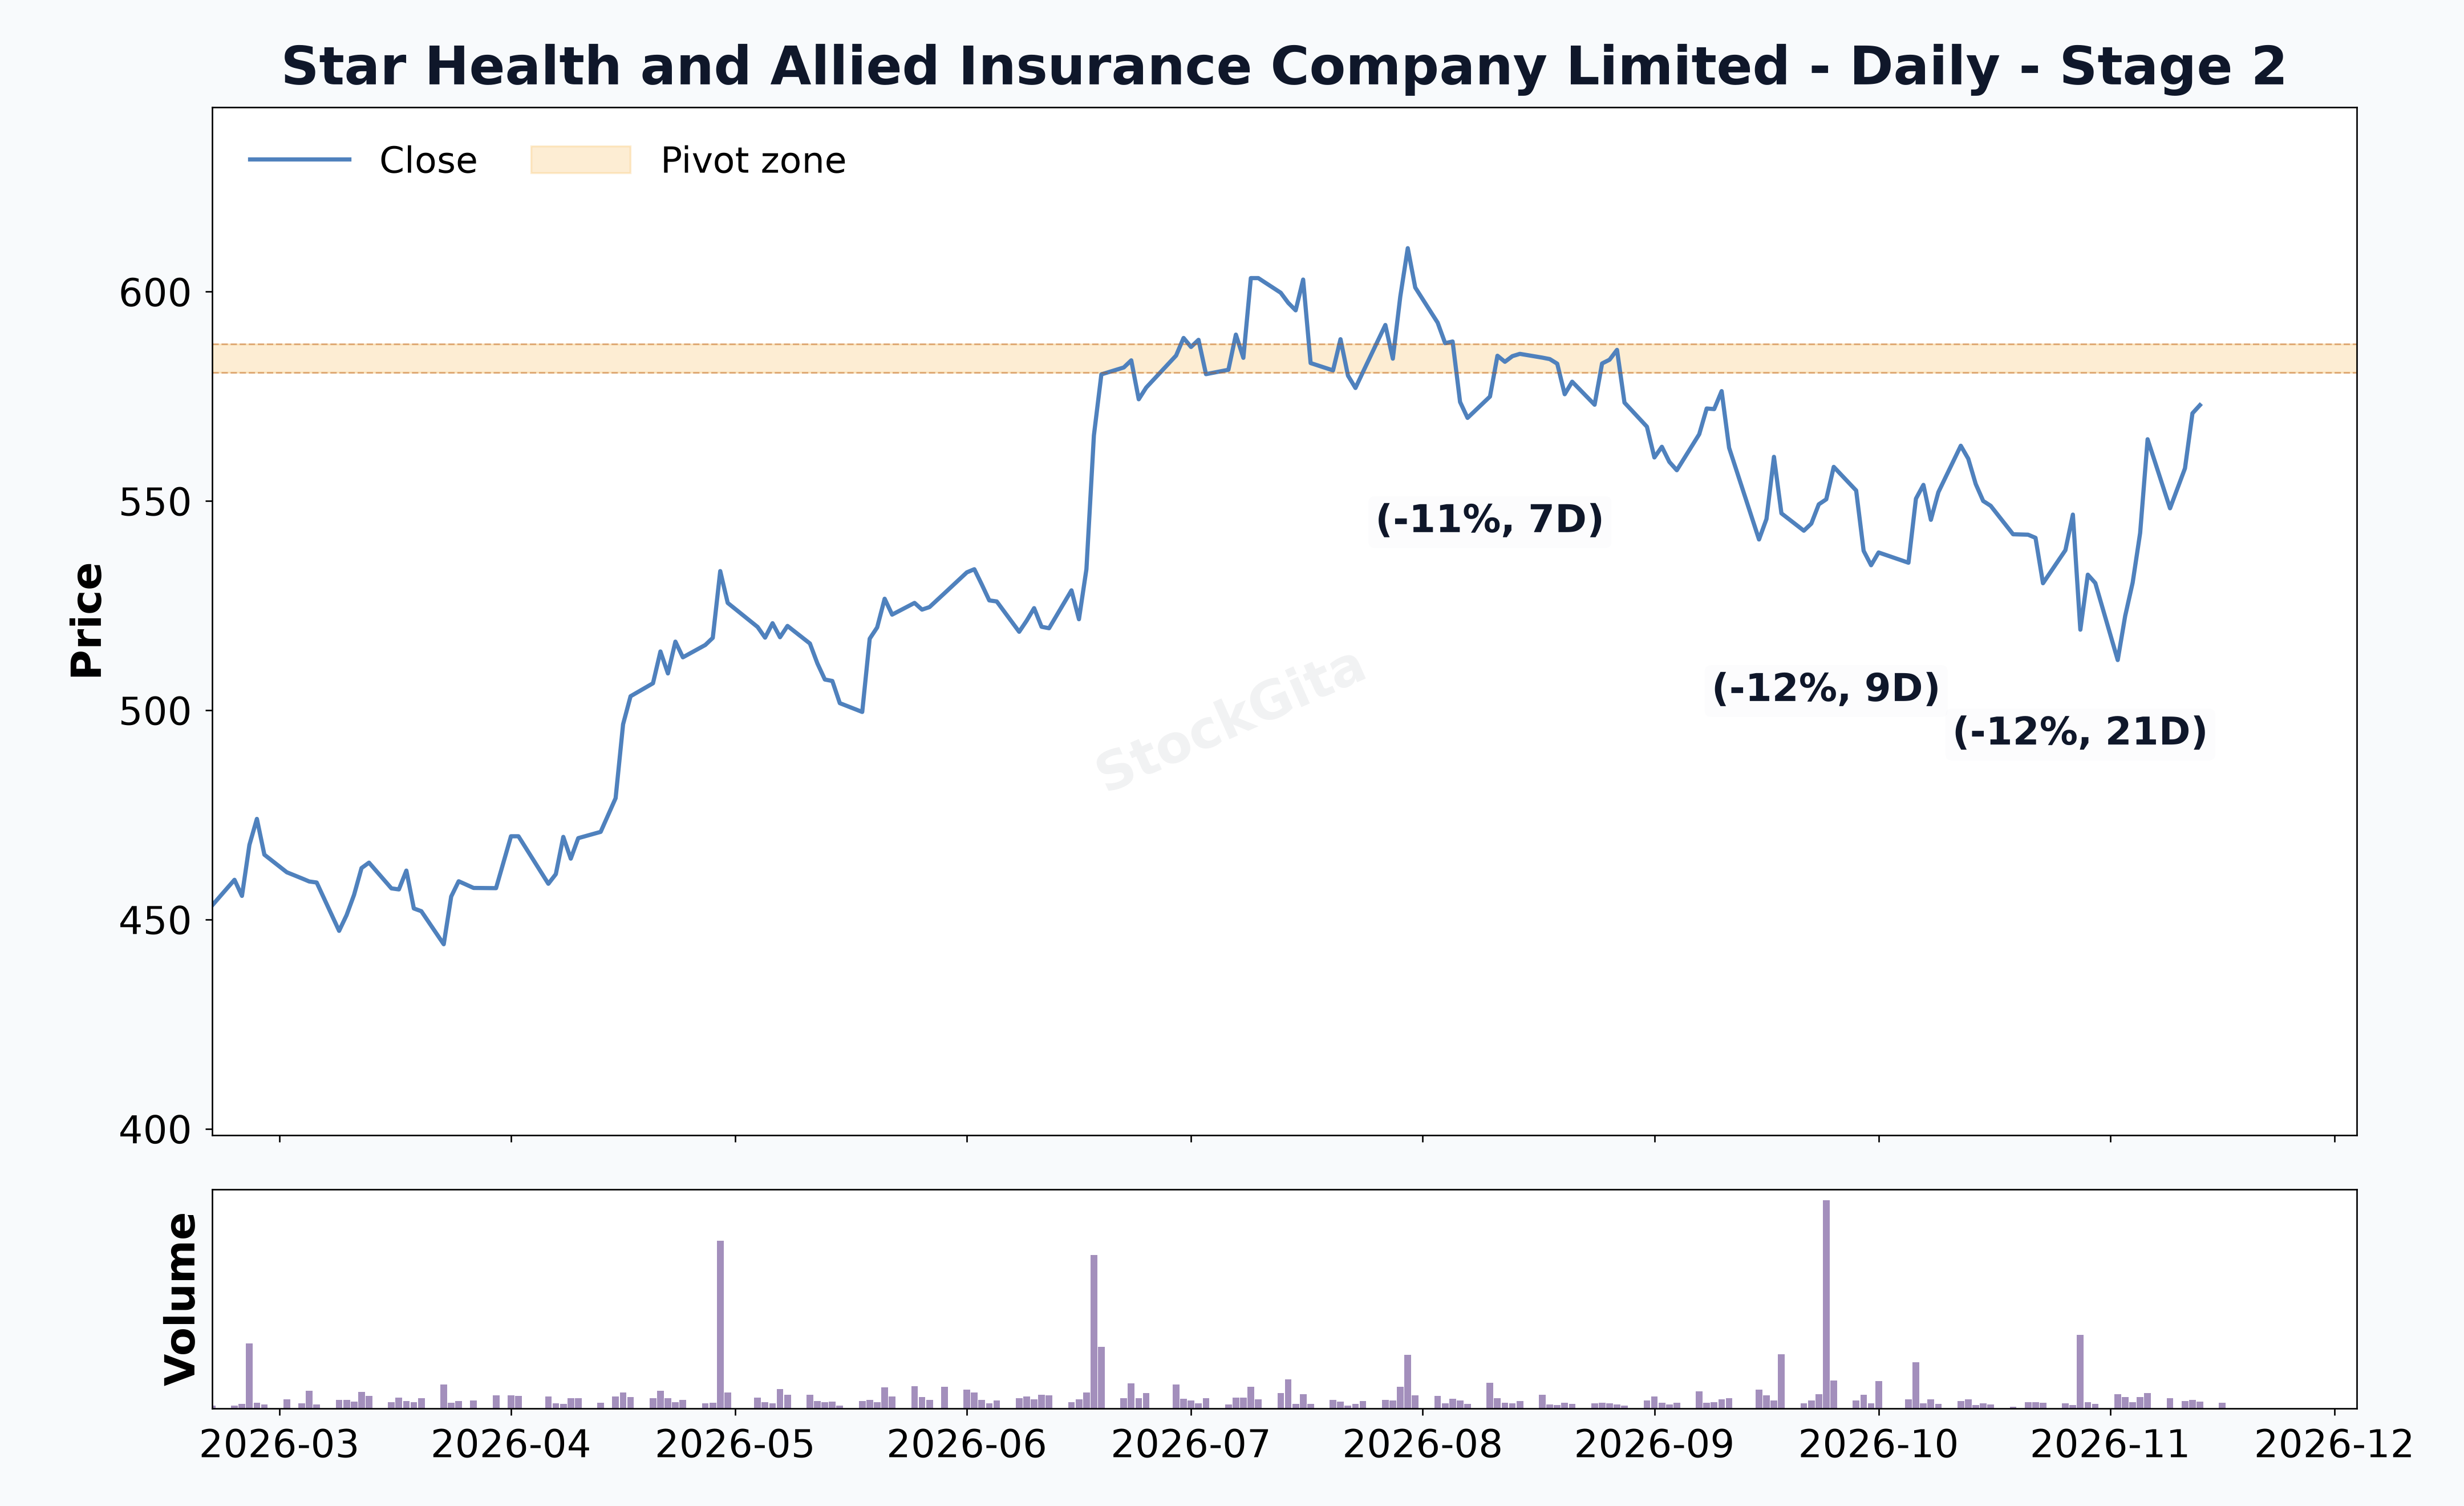 Star Health and Allied Insurance Company Limited - Daily - Stage 2
Close
Pivot zone
600
550
500
450
400
Price
(-11%, 7D)
(-12%, 9D)
(-12%, 21D)
StockGita
Volume
2026-03
2026-04
2026-05
2026-06
2026-07
2026-08
2026-09
2026-10
2026-11
2026-12